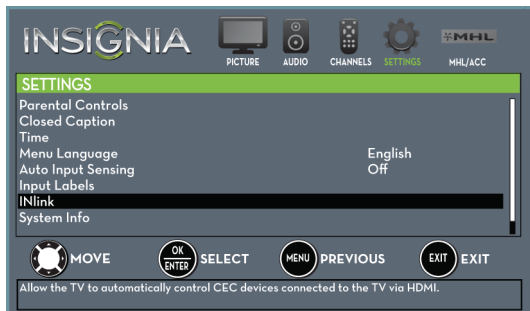 INSIGNIA
MHL
PICTURE AUDIO CHANNELS SETTINGS MHL/ACC
SETTINGS
Parental Controls
Closed Caption
Time
Menu Language English
Auto Input Sensing Off
Input Labels
INlink
System Info
MOVE OK ENTER SELECT MENU PREVIOUS EXIT EXIT
Allow the TV to automatically control CEC devices connected to the TV via HDMI.